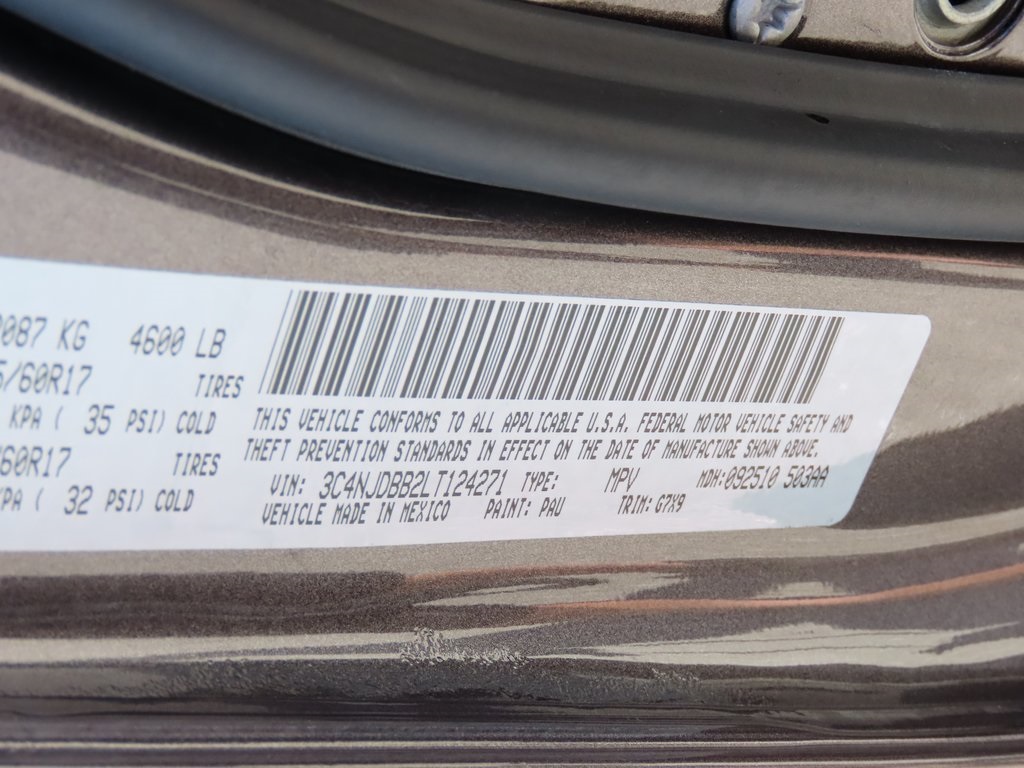 2087 KG 4600 LB
5/60R17 TIRES
KPA ( 35 PSI) COLD
/60R17 TIRES
KPA ( 32 PSI) COLD
THIS VEHICLE CONFORMS TO ALL APPLICABLE U.S.A. FEDERAL MOTOR VEHICLE SAFETY AND
THEFT PREVENTION STANDARDS IN EFFECT ON THE DATE OF MANUFACTURE SHOWN ABOVE.
VIN: 3C4NJDBB2LT124271 TYPE: MPV MDH:092510 503AA
VEHICLE MADE IN MEXICO PAINT: PAU TRIM: G7X9